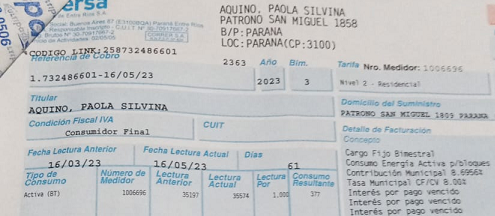 ersa
AQUINO, PAOLA SILVINA
PATRONO SAN MIGUEL 1858
B/P:PARANA
LOC:PARANA(CP:3100)
CODIGO LINK:258732486601
Referencia de Cobro
2363 Año Bim. Tarifa Nro. Medidor: 1006696
1.732486601-16/05/23 2023 3 Nivel 2 - Residencial
Titular
AQUINO, PAOLA SILVINA
Domicilio del Suministro
PATRONO SAN MIGUEL 1809 PARANA
Condición Fiscal IVA CUIT
Consumidor Final
Detalle de Facturación
Concepto
Fecha Lectura Anterior Fecha Lectura Actual Días
16/03/23 16/05/23 61
Cargo Fijo Bimestral
Consumo Energía Activa p/bloques
Contribución Municipal 8.6956%
Tasa Municipal CF/CV 8.00%
Interés por pago vencido
Interés por pago vencido
Interés por pago vencido
Tipo de Consumo Número de Medidor Lectura Anterior Lectura Actual Lectura Por Consumo Resultante
Activa (BT) 1006696 35197 35574 1,000 377